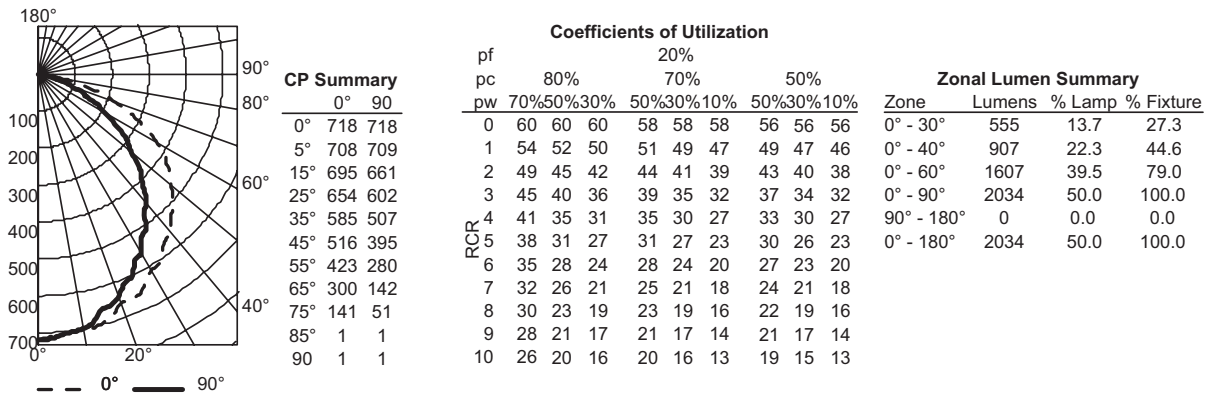 180°
90°
80°
60°
40°
100
200
300
400
500
600
700
0°
20°
0°
90°
CP Summary
0° 90
0° 718 718
5° 708 709
15° 695 661
25° 654 602
35° 585 507
45° 516 395
55° 423 280
65° 300 142
75° 141 51
85° 1 1
90 1 1
Coefficients of Utilization
pf 20%
pc 80% 70% 50%
pw 70%50%30% 50%30%10% 50%30%10%
RCR
0 60 60 60 58 58 58 56 56 56
1 54 52 50 51 49 47 49 47 46
2 49 45 42 44 41 39 43 40 38
3 45 40 36 39 35 32 37 34 32
4 41 35 31 35 30 27 33 30 27
5 38 31 27 31 27 23 30 26 23
6 35 28 24 28 24 20 27 23 20
7 32 26 21 25 21 18 24 21 18
8 30 23 19 23 19 16 22 19 16
9 28 21 17 21 17 14 21 17 14
10 26 20 16 20 16 13 19 15 13
Zonal Lumen Summary
Zone Lumens % Lamp % Fixture
0° - 30° 555 13.7 27.3
0° - 40° 907 22.3 44.6
0° - 60° 1607 39.5 79.0
0° - 90° 2034 50.0 100.0
90° - 180° 0 0.0 0.0
0° - 180° 2034 50.0 100.0